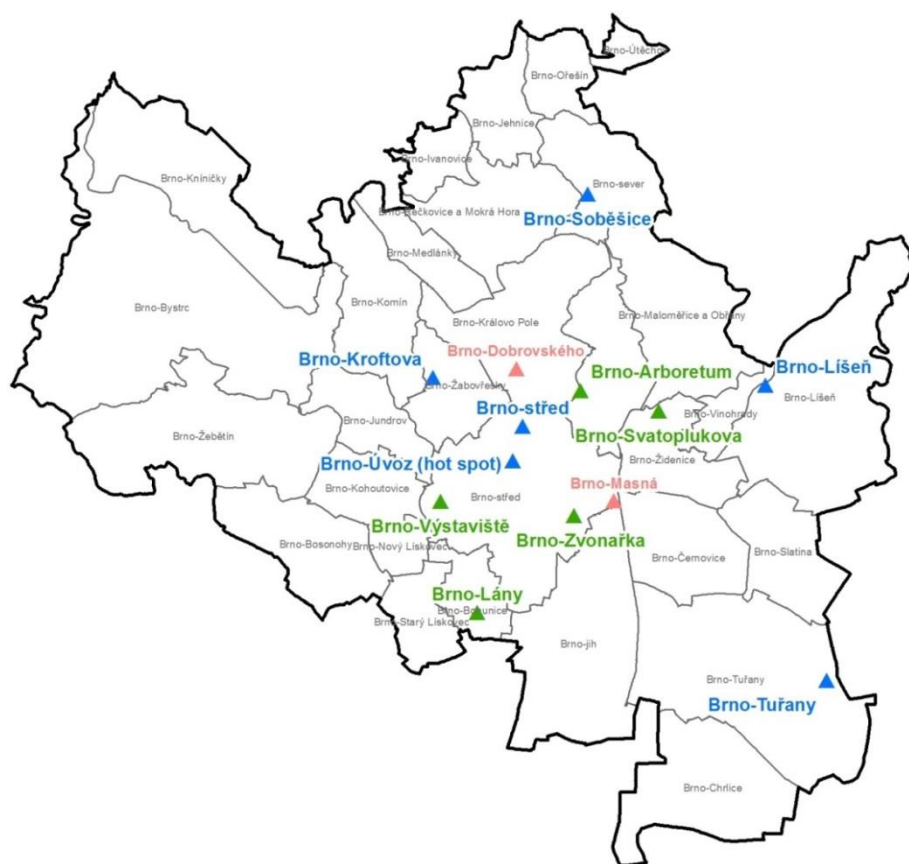 Brno-Útěchov
Brno-Ořešín
Brno-Jehnice
Brno-Ivanovice
Brno-Kníničky
Brno-sever
Brno-Řečkovice a Mokrá Hora
Brno-Soběšice
Brno-Medlánky
Brno-Komín
Brno-Bystrc
Brno-Maloměřice a Obřany
Brno-Královo Pole
Brno-Dobrovského
Brno-Kroftova
Brno-Arboretum
Brno-Líšeň
Brno-Žabovřesky
Brno-Líšeň
Brno-střed
Brno-Vinohrady
Brno-Jundrov
Brno-Svatoplukova
Brno-Žebětín
Brno-Židenice
Brno-Úvoz (hot spot)
Brno-Masná
Brno-Kohoutovice
Brno-střed
Brno-Výstaviště
Brno-Zvonařka
Brno-Bosonohy
Brno-Nový Lískovec
Brno-Černovice
Brno-Slatina
Brno-Lány
Brno-Bohunice
Brno-Starý Lískovec
Brno-jih
Brno-Tuřany
Brno-Tuřany
Brno-Chrlice